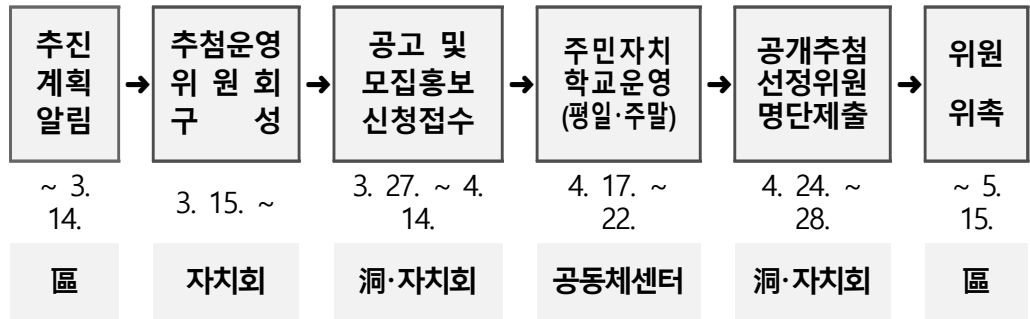 추진
계획
알림
➜
추첨운영
위 원 회
구 성
➜
공고 및
모집홍보
신청접수
➜
주민자치
학교운영
(평일·주말)
➜
공개추첨
선정위원
명단제출
➜
위원
위촉
~ 3.
14.
3. 15. ~
3. 27. ~ 4.
14.
4. 17. ~
22.
4. 24. ~
28.
~ 5.
15.
區
자치회
洞·자치회
공동체센터
洞·자치회
區